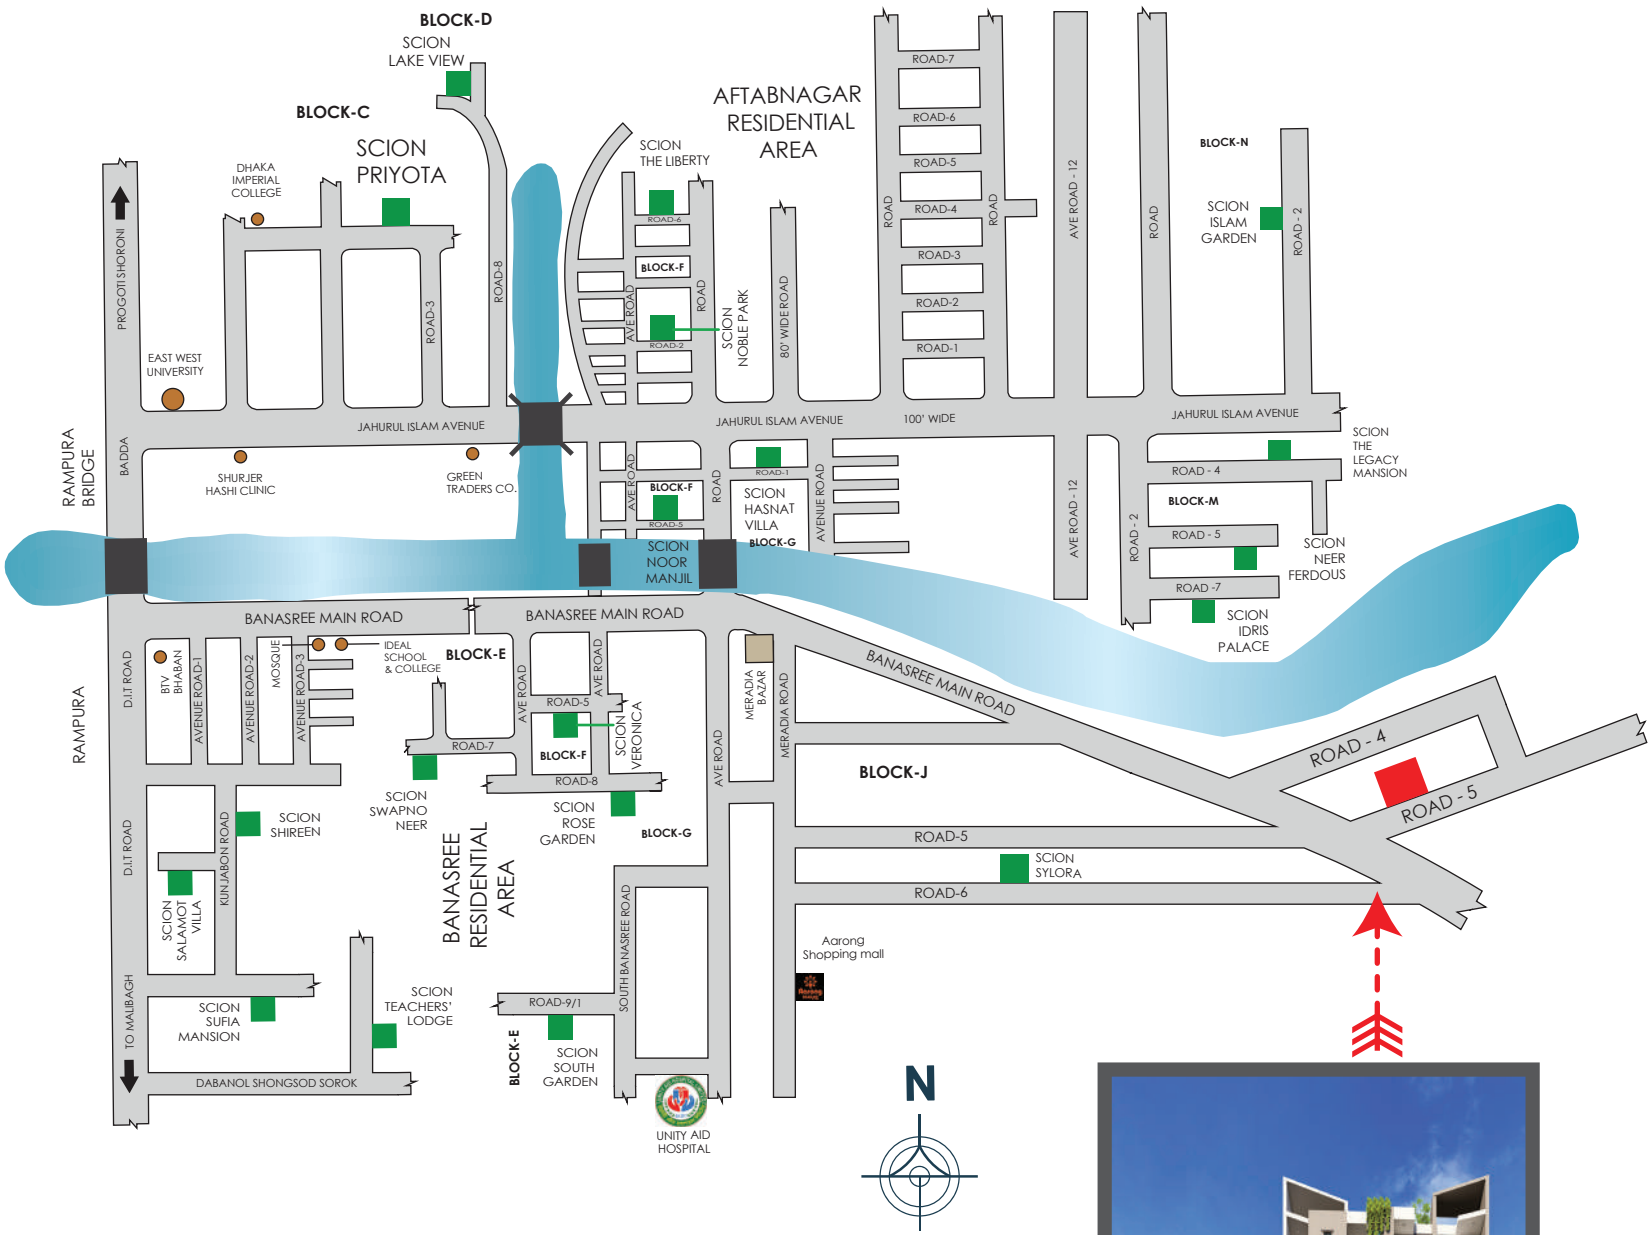 BLOCK-D
SCION
LAKE VIEW
BLOCK-C
SCION
PRIYOTA
DHAKA
IMPERIAL
COLLEGE
PROGOTI SHORONI
EAST WEST
UNIVERSITY
ROAD-3
ROAD-8
SCION
THE LIBERTY
ROAD-6
BLOCK-F
AVE ROAD
ROAD
ROAD-2
SCION
NOBLE PARK
AFTABNAGAR
RESIDENTIAL
AREA
80' WIDE ROAD
ROAD
ROAD-7
ROAD-6
ROAD-5
ROAD-4
ROAD-3
ROAD-2
ROAD-1
ROAD
AVE ROAD - 12
ROAD
BLOCK-N
SCION
ISLAM
GARDEN
ROAD - 2
JAHURUL ISLAM AVENUE
JAHURUL ISLAM AVENUE
100' WIDE
JAHURUL ISLAM AVENUE
RAMPURA
BRIDGE
BADDA
SHURJER
HASHI CLINIC
GREEN
TRADERS CO.
AVE ROAD
BLOCK-F
ROAD-5
ROAD
ROAD-1
SCION
HASNAT
VILLA
BLOCK-G
AVENUE ROAD
SCION
NOOR
MANJIL
AVE ROAD - 12
ROAD - 2
ROAD - 4
SCION
THE
LEGACY
MANSION
BLOCK-M
ROAD - 5
SCION
NEER
FERDOUS
ROAD - 7
SCION
IDRIS
PALACE
BANASREE MAIN ROAD
BANASREE MAIN ROAD
BANASREE MAIN ROAD
RAMPURA
D.I.T ROAD
BTV
BHABAN
AVENUE ROAD-1
AVENUE ROAD-2
MOSQUE
AVENUE ROAD-3
IDEAL
SCHOOL
& COLLEGE
BLOCK-E
AVE ROAD
AVE ROAD
ROAD-5
ROAD-7
BLOCK-F
SCION
VERONICA
ROAD-8
SCION
SWAPNO
NEER
SCION
ROSE
GARDEN
BLOCK-G
AVE ROAD
MERADIA
BAZAR
MERADIA ROAD
BLOCK-J
ROAD - 4
ROAD - 5
ROAD-5
SCION
SYLORA
ROAD-6
D.I.T ROAD
KUNJABON ROAD
SCION
SHIREEN
SCION
SALAMOT
VILLA
BANASREE
RESIDENTIAL
AREA
SOUTH BANASREE ROAD
Aarong
Shopping mall
TO MALIBAGH
SCION
SUFIA
MANSION
SCION
TEACHERS'
LODGE
ROAD-9/1
BLOCK-E
SCION
SOUTH
GARDEN
DABANOL SHONGSOD SOROK
UNITY AID
HOSPITAL
N